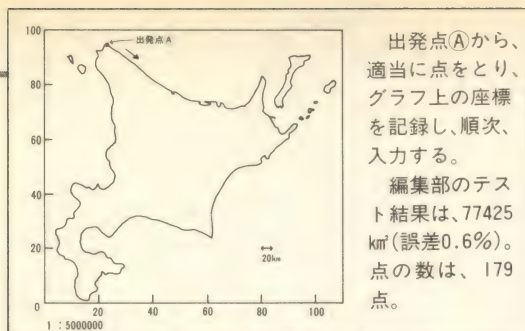 100
出発点A
80
60
40
20
0
20km
0 20 40 60 80 100
1 : 5000000
出発点Ⓐから、
適当に点をとり、
グラフ上の座標
を記録し、順次、
入力する。
編集部のテス
ト結果は、77425
km²(誤差0.6%)。
点の数は、179
点。